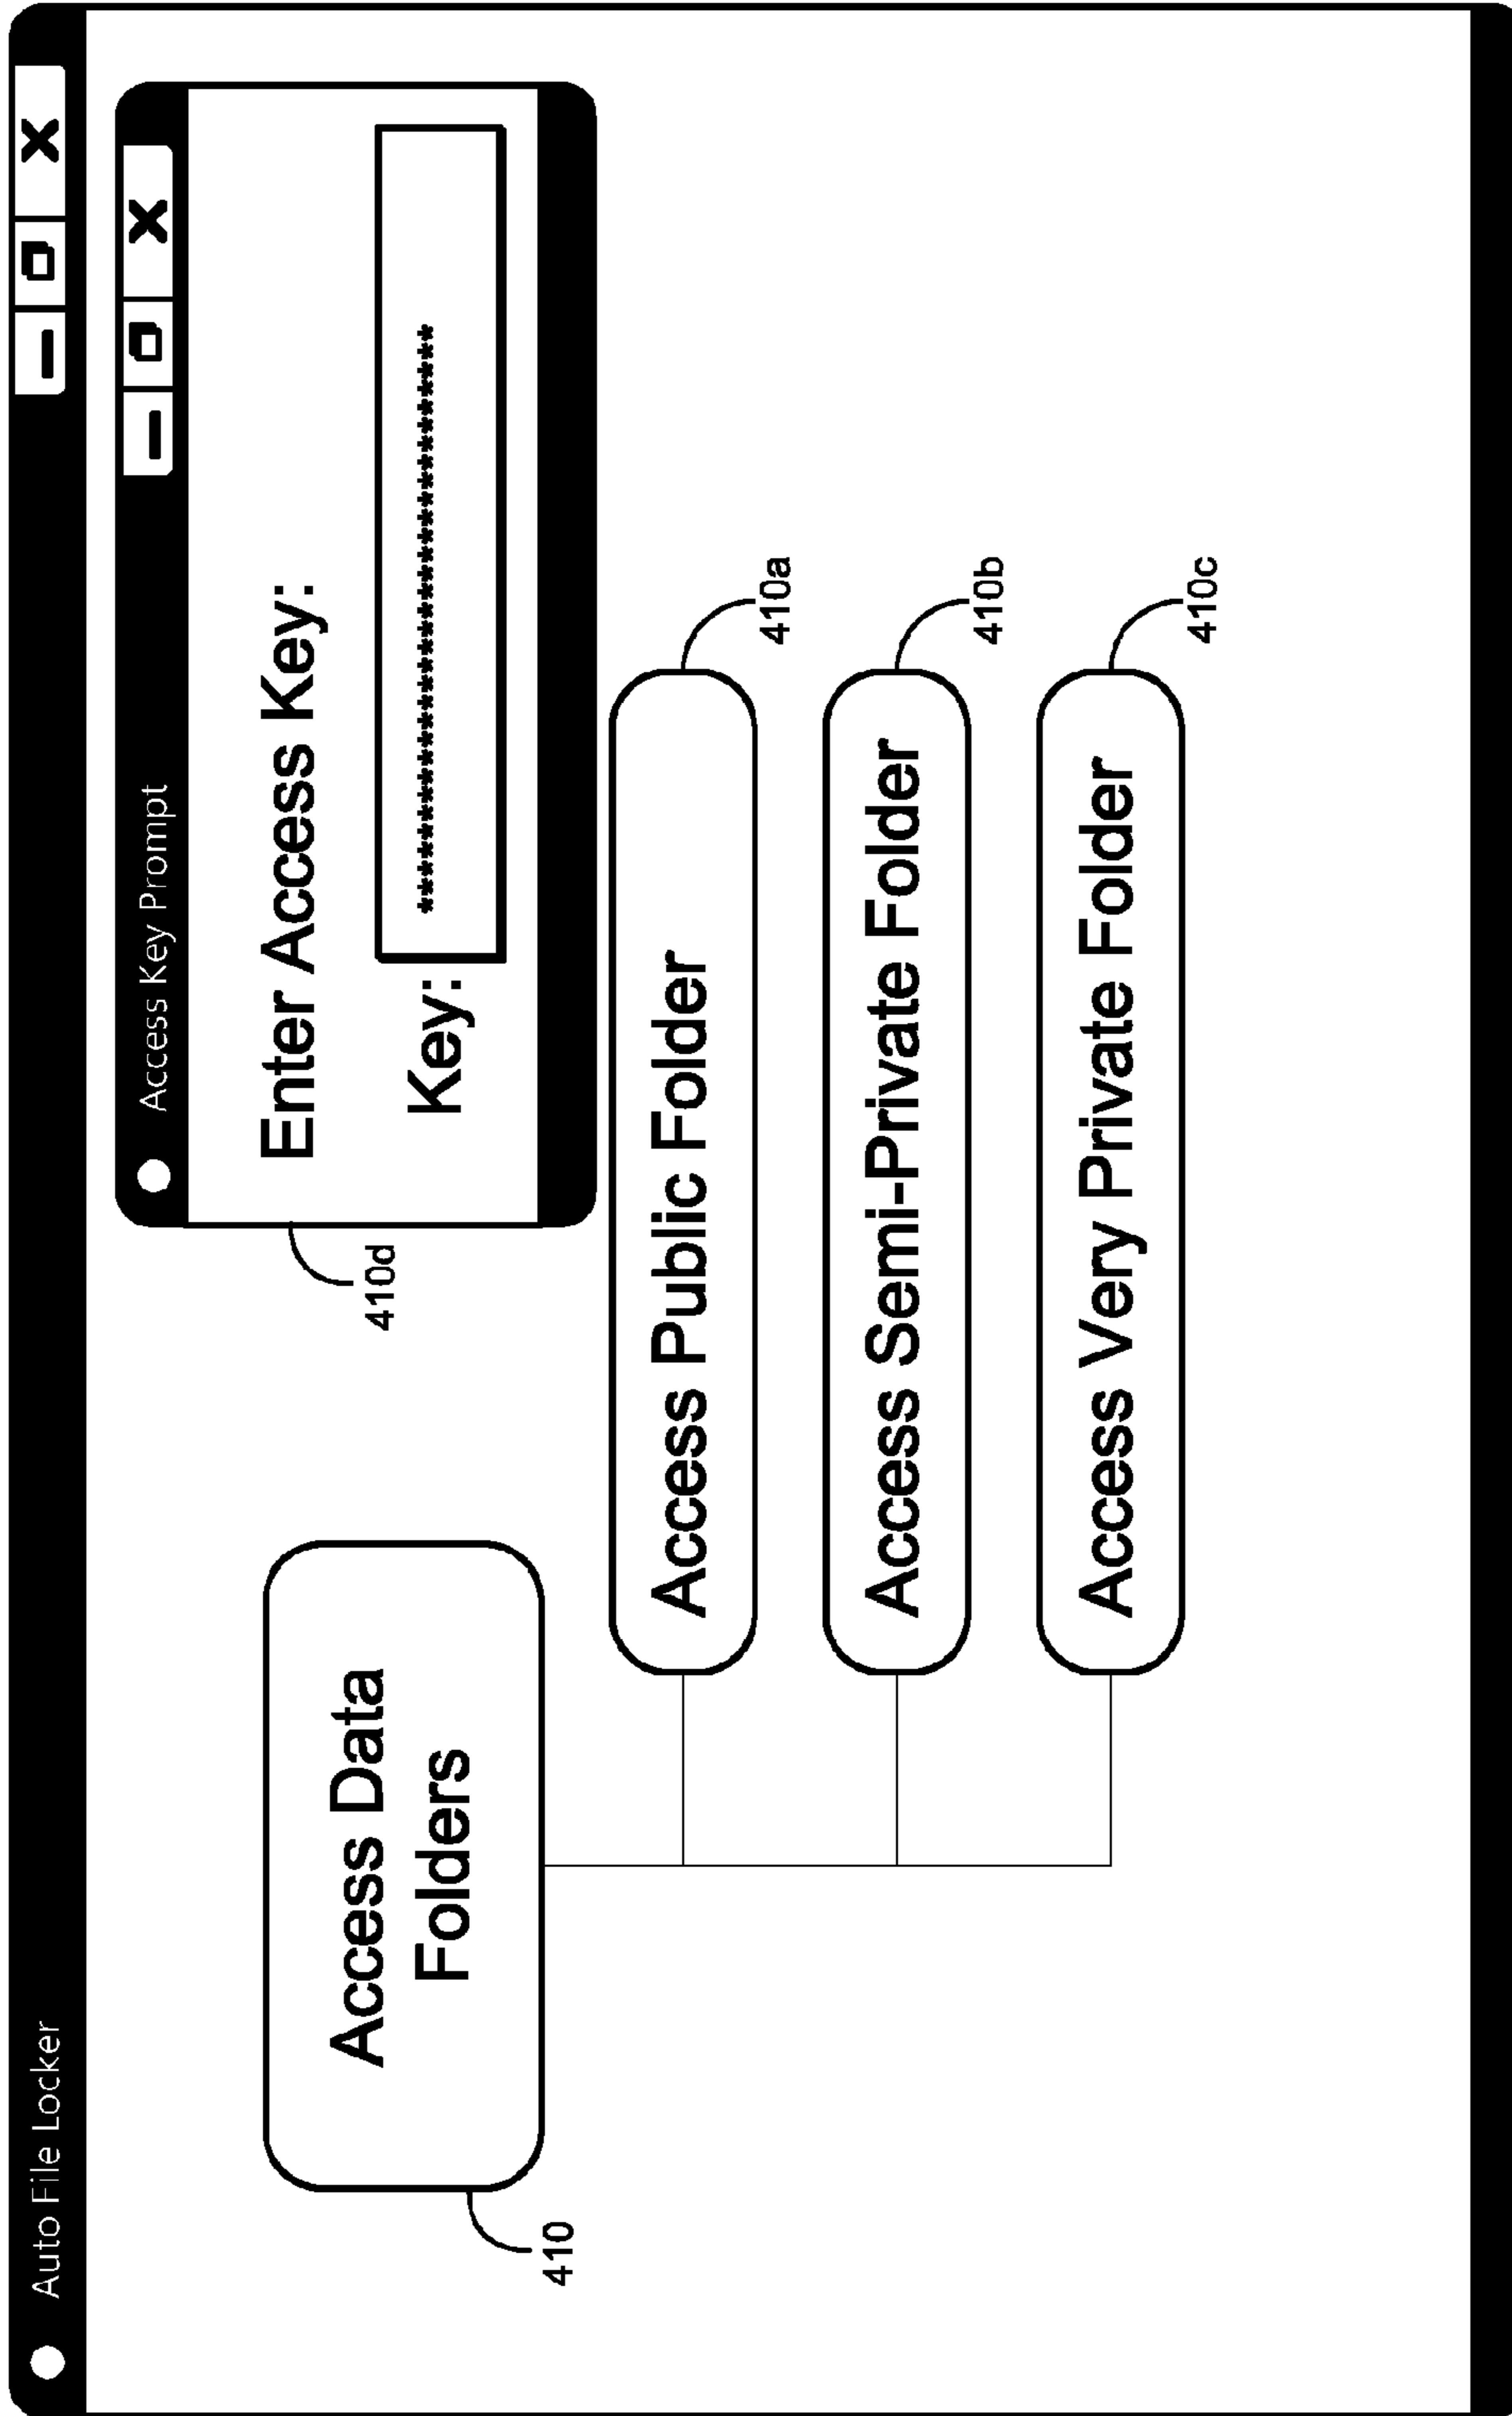 Auto File Locker
Access Key Prompt
Enter Access Key:
Key: ********************************
410d
Access Data
Folders
410
Access Public Folder
410a
Access Semi-Private Folder
410b
Access Very Private Folder
410c